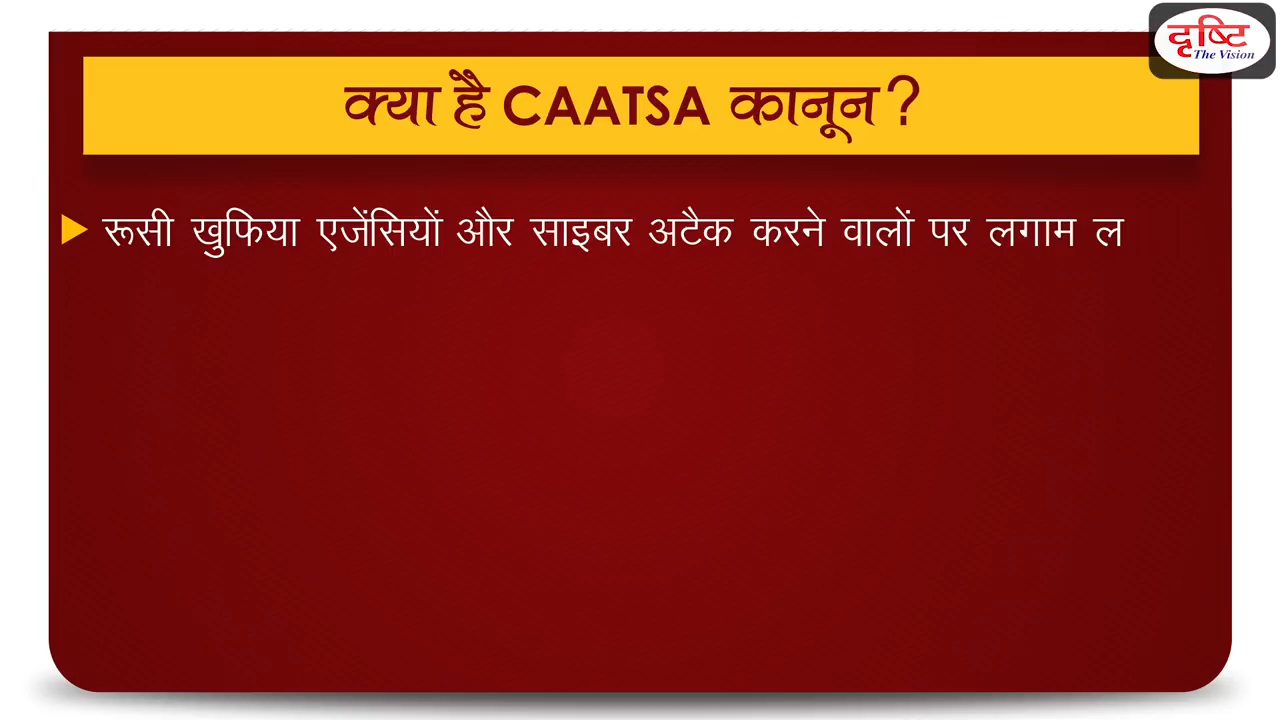 दृष्टि
The Vision
क्या है CAATSA कानून?
रूसी खुफिया एजेंसियों और साइबर अटैक करने वालों पर लगाम ल